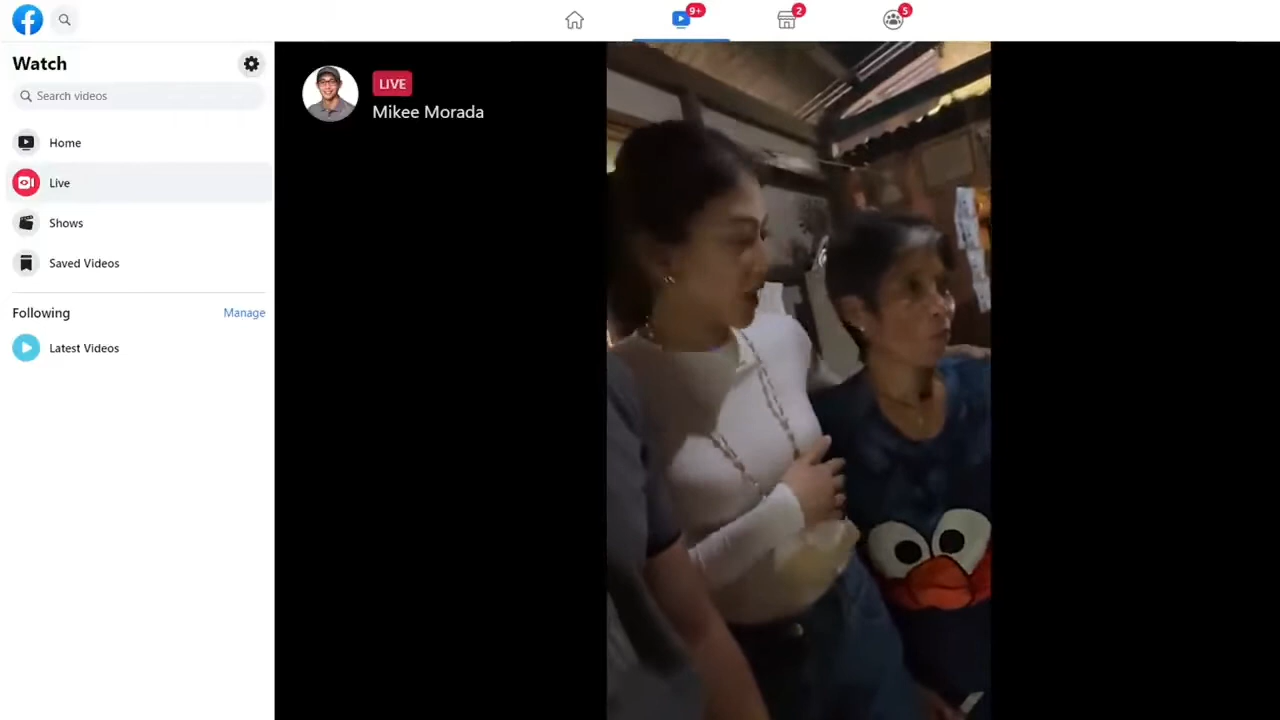 9+
2
5
Watch
Search videos
LIVE
Mikee Morada
Home
Live
Shows
Saved Videos
Following
Manage
Latest Videos